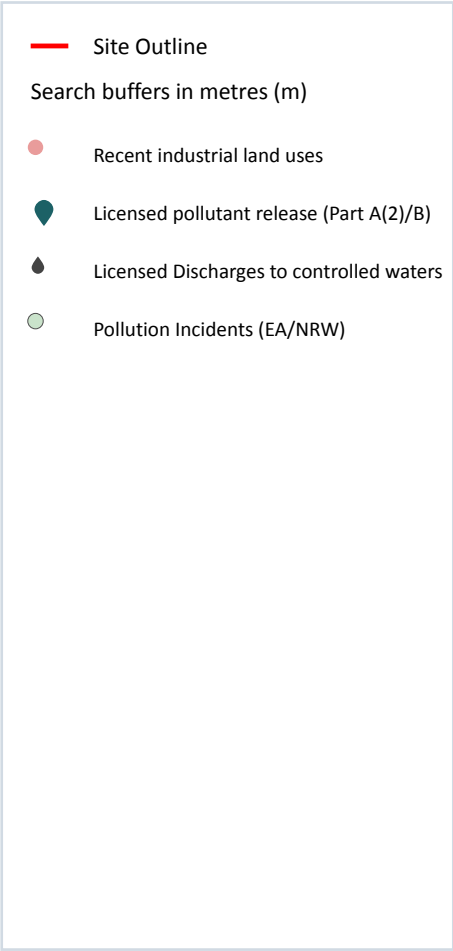 Site Outline
Search buffers in metres (m)
Recent industrial land uses
Licensed pollutant release (Part A(2)/B)
Licensed Discharges to controlled waters
Pollution Incidents (EA/NRW)